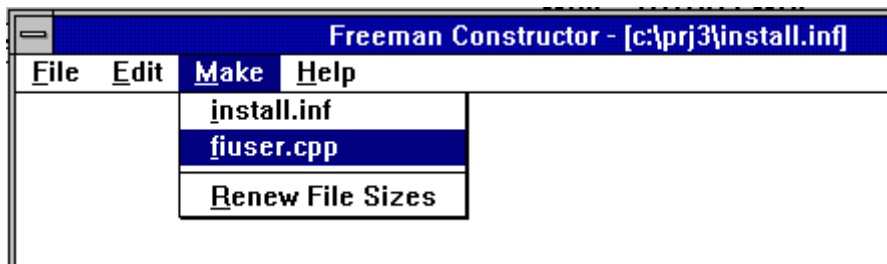 Freeman Constructor - [c:\prj3\install.inf]
File Edit Make Help
install.inf
fiuser.cpp
Renew File Sizes